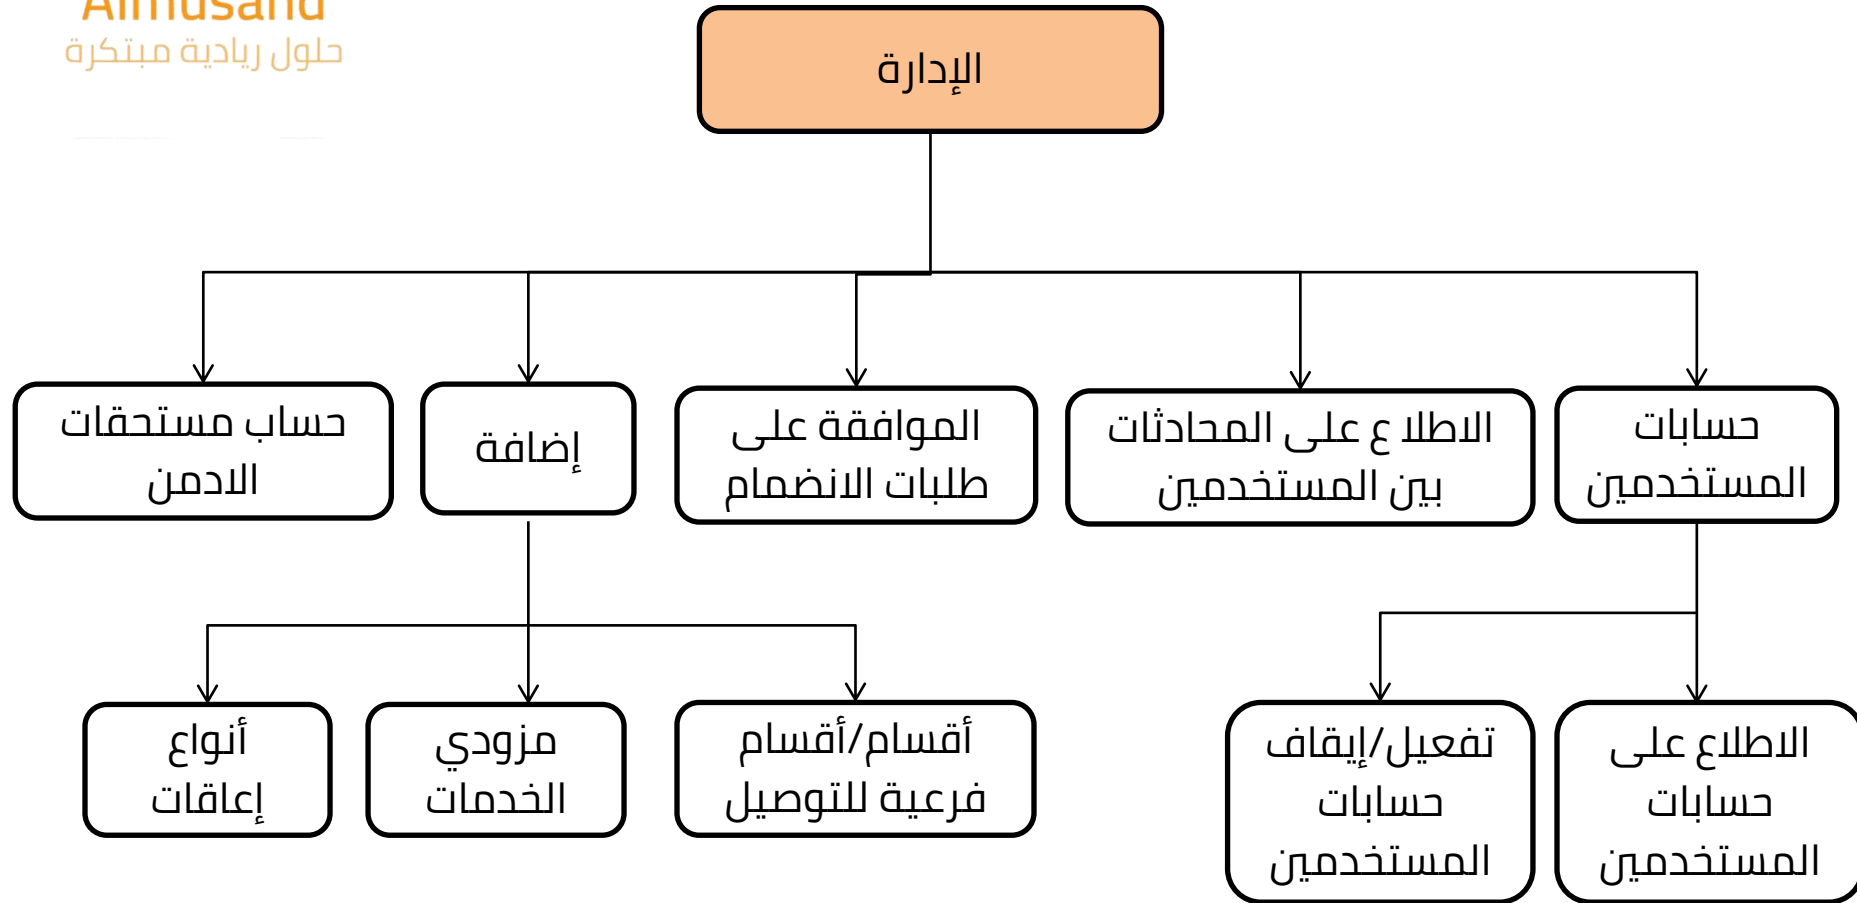 Almusand
حلول ريادية مبتكرة
الإدارة
حسابات
المستخدمين
الاطلا ع على المحادثات
بين المستخدمين
الموافقة على
طلبات الانضمام
إضافة
حساب مستحقات
الادمن
الاطلاع على
حسابات
المستخدمين
تفعيل/إيقاف
حسابات
المستخدمين
أقسام/أقسام
فرعية للتوصيل
مزودي
الخدمات
أنواع
إعاقات